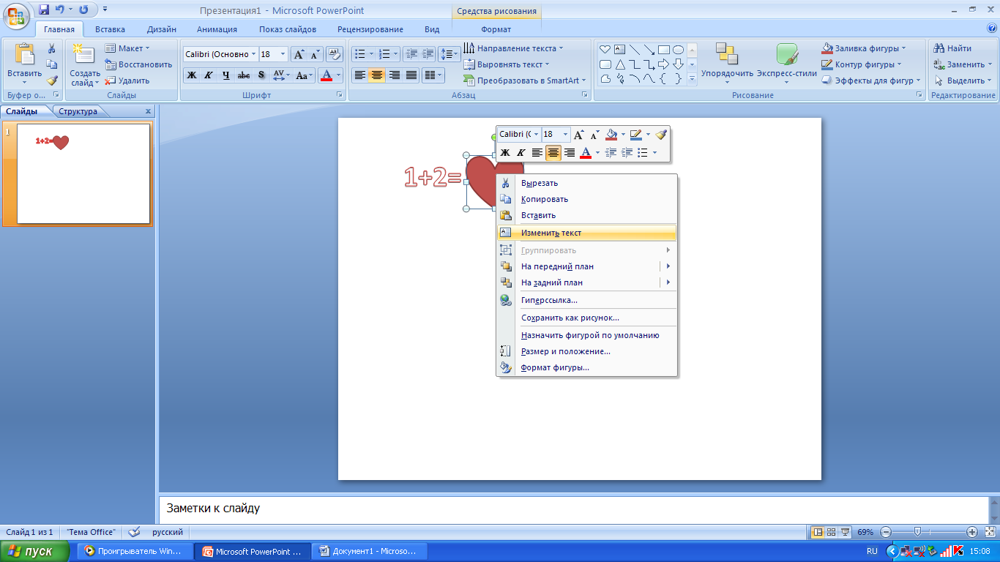 Презентация1 - Microsoft PowerPoint
Средства рисования
Главная
Вставка
Дизайн
Анимация
Показ слайдов
Рецензирование
Вид
Формат
Вставить
Буфер о...
Создать слайд
Макет
Восстановить
Удалить
Слайды
Calibri (Основно
18
Ж К Ч abc S AV Aa А
Шрифт
Направление текста
Выровнять текст
Преобразовать в SmartArt
Абзац
Упорядочить
Экспресс-стили
Заливка фигуры
Контур фигуры
Эффекты для фигур
Рисование
Найти
Заменить
Выделить
Редактирование
Слайды
Структура
1
1+2=
1+2=
Calibri (С
18
Ж К А
Вырезать
Копировать
Вставить
Изменить текст
Группировать
На передний план
На задний план
Гиперссылка...
Сохранить как рисунок...
Назначить фигурой по умолчанию
Размер и положение...
Формат фигуры...
Заметки к слайду
Слайд 1 из 1
"Тема Office"
русский
69%
пуск
Проигрыватель Win...
Microsoft PowerPoint ...
Документ1 - Microso...
RU
15:08